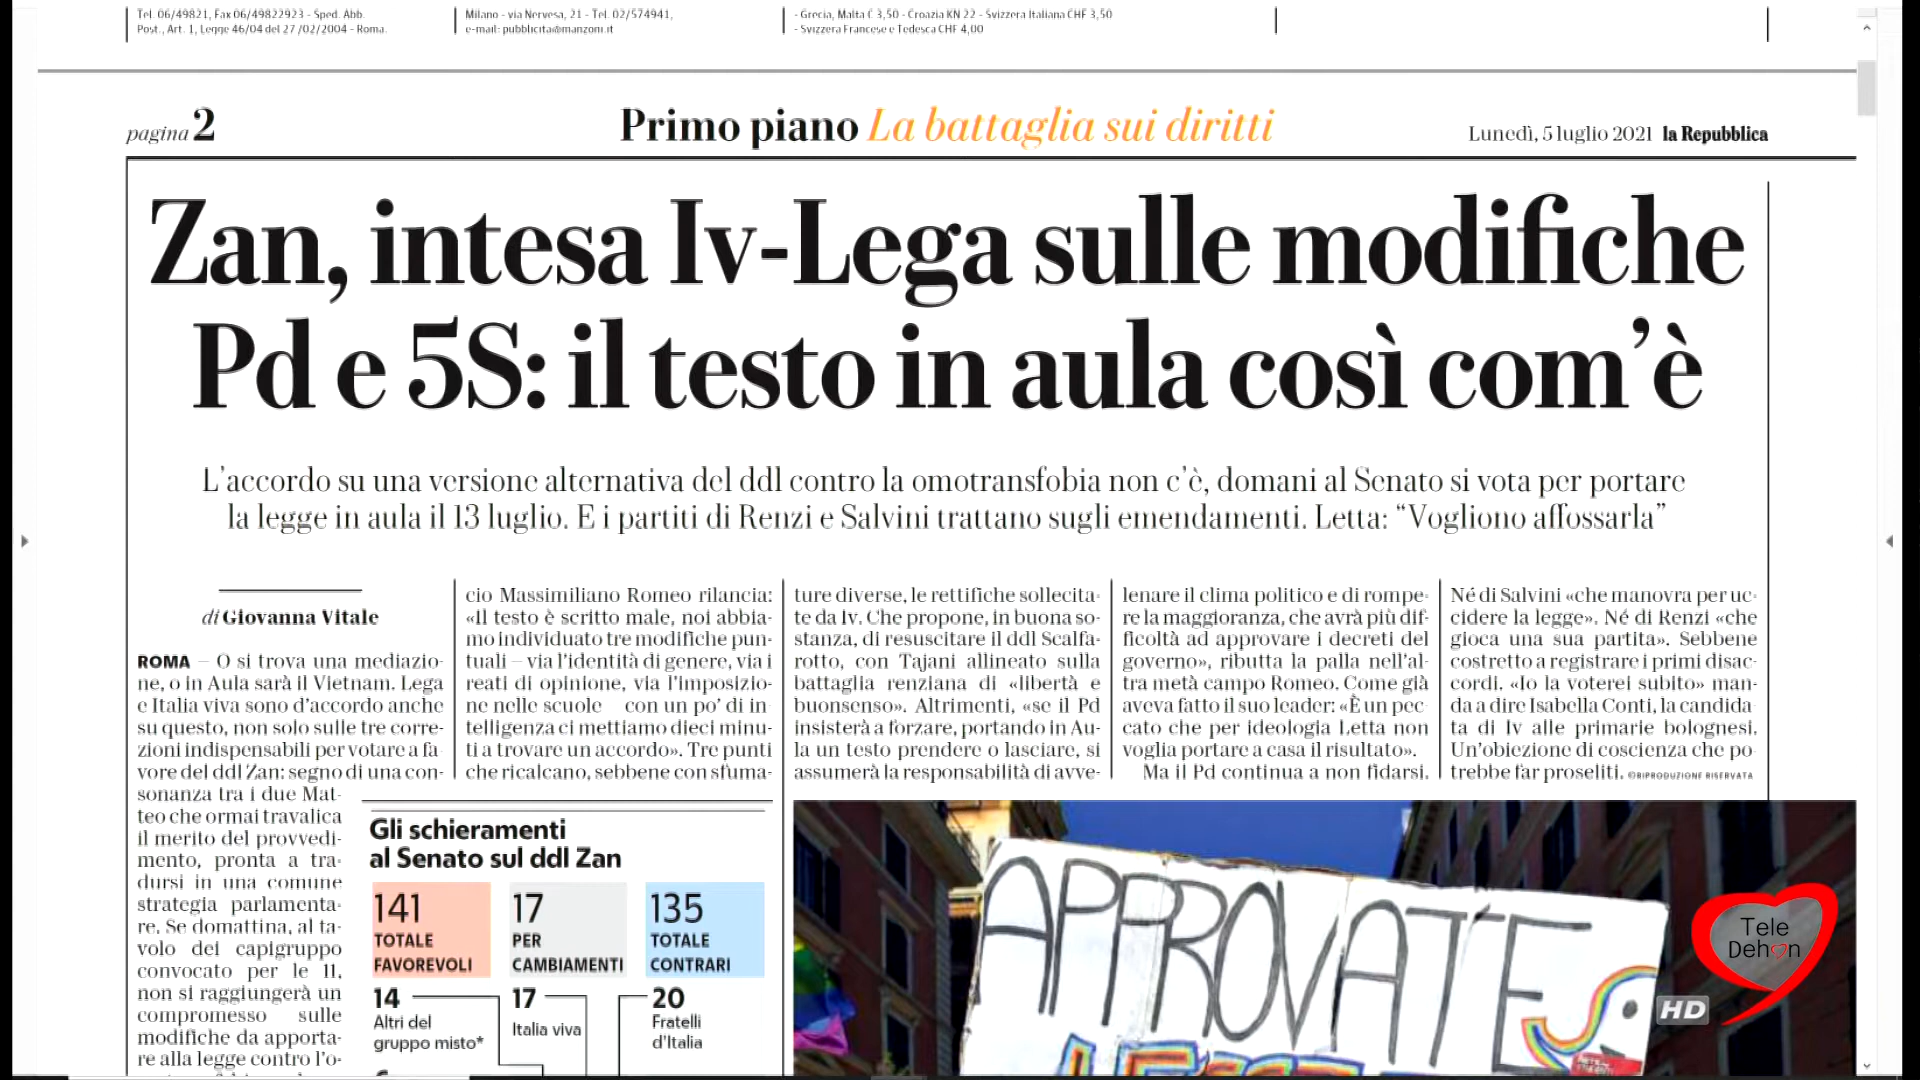 Tel. 06/49821, Fax 06/49822923 - Sped. Abb.
Post., Art. 1, Legge 46/04 del 27/02/2004 - Roma.
Milano - via Nervesa, 21 - Tel. 02/574941,
e-mail: pubblicita@manzoni.it
- Grecia, Malta € 3,50 - Croazia KN 22 - Svizzera Italiana CHF 3,50
- Svizzera Francese e Tedesca CHF 4,00
pagina 2
Primo piano La battaglia sui diritti
Lunedì, 5 luglio 2021 la Repubblica
Zan, intesa Iv-Lega sulle modifiche
Pd e 5S: il testo in aula così com'è
L'accordo su una versione alternativa del ddl contro la omotransfobia non c'è, domani al Senato si vota per portare
la legge in aula il 13 luglio. E i partiti di Renzi e Salvini trattano sugli emendamenti. Letta: “Vogliono affossarla”
di Giovanna Vitale
ROMA – O si trova una mediazio-
ne, o in Aula sarà il Vietnam. Lega
e Italia viva sono d'accordo anche
su questo, non solo sulle tre corre-
zioni indispensabili per votare a fa-
vore del ddl Zan: segno di una con-
sonanza tra i due Mat-
teo che ormai travalica
il merito del provvedi-
mento, pronta a tra-
dursi in una comune
strategia parlamenta-
re. Se domattina, al ta-
volo dei capigruppo
convocato per le 11,
non si raggiungerà un
compromesso sulle
modifiche da apporta-
re alla legge contro l'o-
cio Massimiliano Romeo rilancia:
«Il testo è scritto male, noi abbia-
mo individuato tre modifiche pun-
tuali – via l'identità di genere, via i
reati di opinione, via l'imposizio-
ne nelle scuole con un po' di in-
telligenza ci mettiamo dieci minu-
ti a trovare un accordo». Tre punti
che ricalcano, sebbene con sfuma-
ture diverse, le rettifiche sollecita-
te da Iv. Che propone, in buona so-
stanza, di resuscitare il ddl Scalfa-
rotto, con Tajani allineato sulla
battaglia renziana di «libertà e
buonsenso». Altrimenti, «se il Pd
insisterà a forzare, portando in Au-
la un testo prendere o lasciare, si
assumerà la responsabilità di avve-
lenare il clima politico e di rompe-
re la maggioranza, che avrà più dif-
ficoltà ad approvare i decreti del
governo», ributta la palla nell'al-
tra metà campo Romeo. Come già
aveva fatto il suo leader: «È un pec-
cato che per ideologia Letta non
voglia portare a casa il risultato».
Ma il Pd continua a non fidarsi.
Né di Salvini «che manovra per uc-
cidere la legge». Né di Renzi «che
gioca una sua partita». Sebbene
costretto a registrare i primi disac-
cordi. «Io la voterei subito» man-
da a dire Isabella Conti, la candida-
ta di Iv alle primarie bolognesi.
Un'obiezione di coscienza che po-
trebbe far proseliti. ©RIPRODUZIONE RISERVATA
Gli schieramenti
al Senato sul ddl Zan
141
TOTALE
FAVOREVOLI
17
PER
CAMBIAMENTI
135
TOTALE
CONTRARI
14
Altri del
gruppo misto*
17
Italia viva
20
Fratelli
d'Italia
APPROVATE
Tele
Dehon
HD